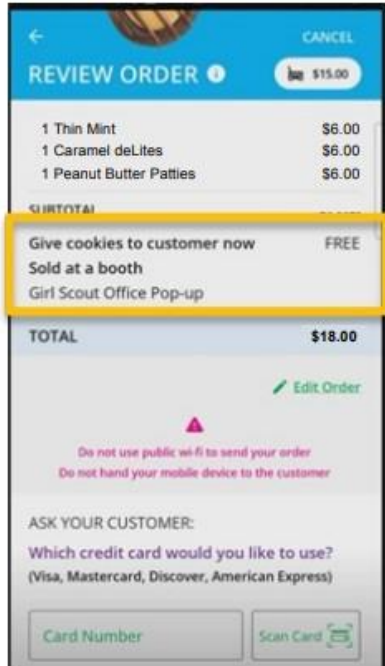 CANCEL
REVIEW ORDER
$15.00
1 Thin Mint $6.00
1 Caramel deLites $6.00
1 Peanut Butter Patties $6.00
SUBTOTAL
Give cookies to customer now FREE
Sold at a booth
Girl Scout Office Pop-up
TOTAL $18.00
Edit Order
Do not use public wi-fi to send your order
Do not hand your mobile device to the customer
ASK YOUR CUSTOMER:
Which credit card would you like to use?
(Visa, Mastercard, Discover, American Express)
Card Number
Scan Card